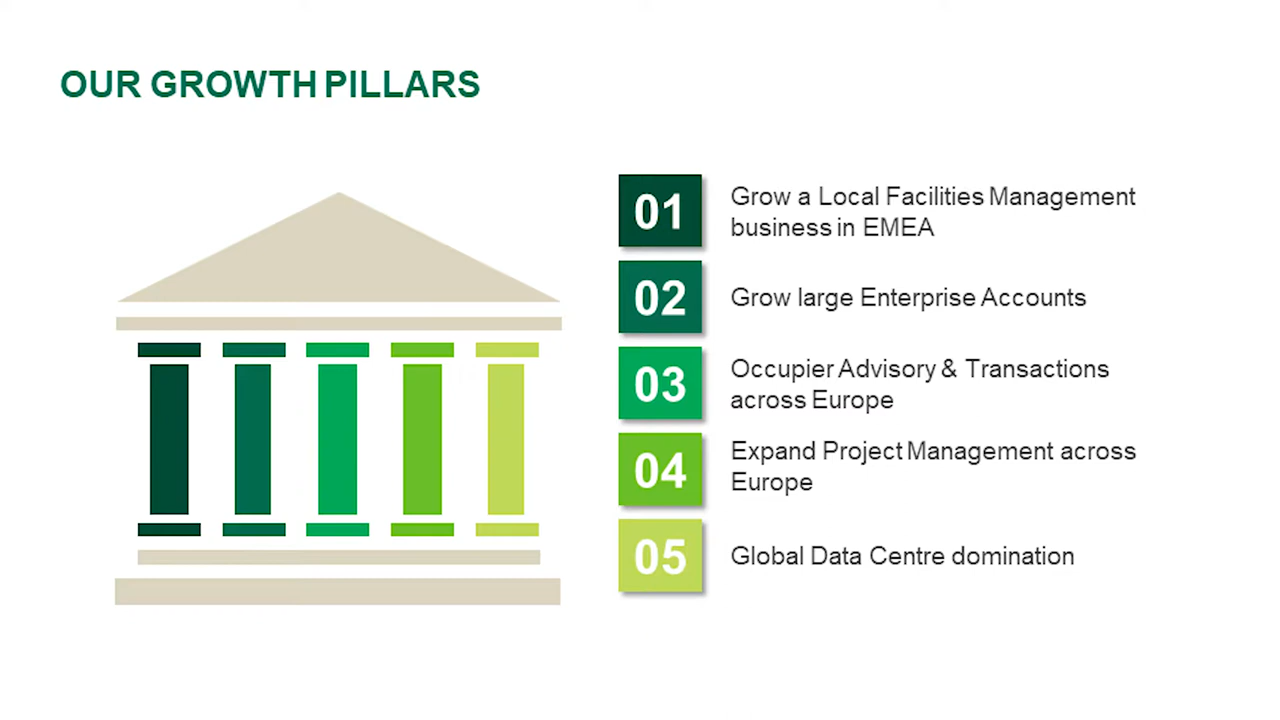 OUR GROWTH PILLARS
01
Grow a Local Facilities Management
business in EMEA
02
Grow large Enterprise Accounts
03
Occupier Advisory & Transactions
across Europe
04
Expand Project Management across
Europe
05
Global Data Centre domination